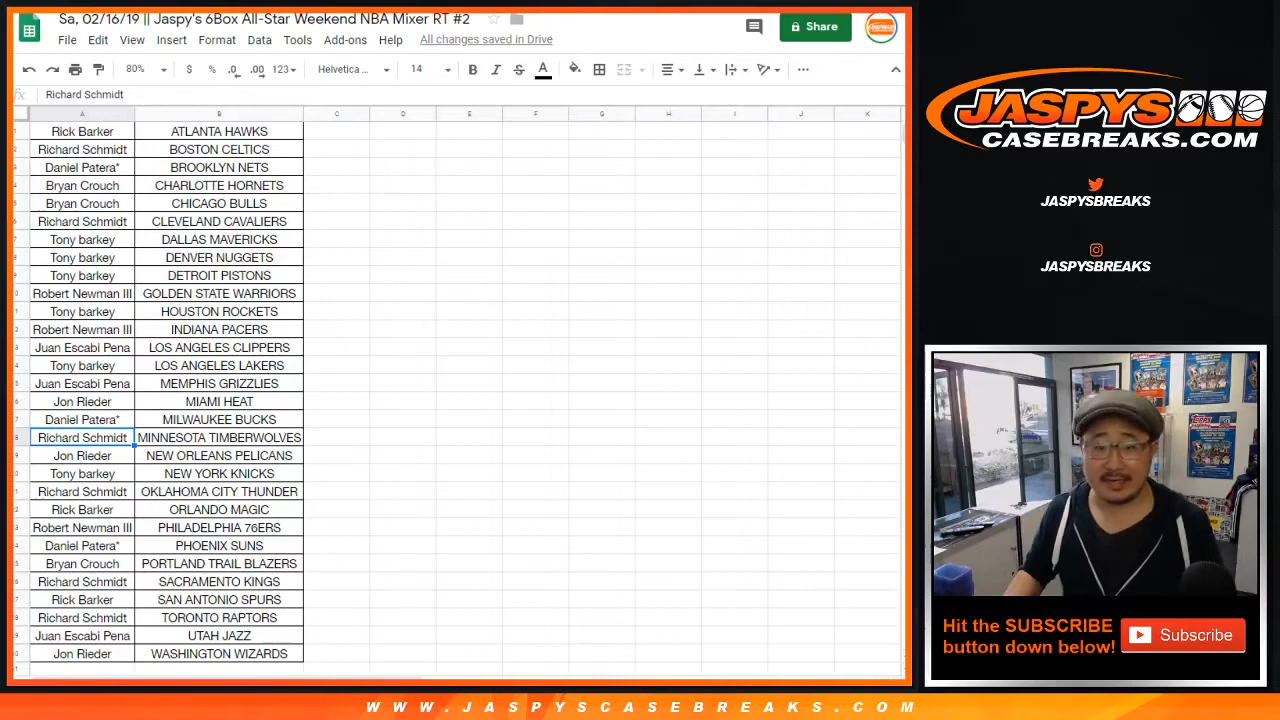 Sa, 02/16/19 || Jaspy's 6Box All-Star Weekend NBA Mixer RT #2
File Edit View Insert Format Data Tools Add-ons Help All changes saved in Drive
Share
80% $ % .0 .00 123 Helvetica ... 14 B I S A
fx Richard Schmidt
A B C D E F G H I J K
Rick Barker ATLANTA HAWKS
Richard Schmidt BOSTON CELTICS
Daniel Patera* BROOKLYN NETS
Bryan Crouch CHARLOTTE HORNETS
Bryan Crouch CHICAGO BULLS
Richard Schmidt CLEVELAND CAVALIERS
Tony barkey DALLAS MAVERICKS
Tony barkey DENVER NUGGETS
Tony barkey DETROIT PISTONS
Robert Newman III GOLDEN STATE WARRIORS
Tony barkey HOUSTON ROCKETS
Robert Newman III INDIANA PACERS
Juan Escabi Pena LOS ANGELES CLIPPERS
Tony barkey LOS ANGELES LAKERS
Juan Escabi Pena MEMPHIS GRIZZLIES
Jon Rieder MIAMI HEAT
Daniel Patera* MILWAUKEE BUCKS
Richard Schmidt MINNESOTA TIMBERWOLVES
Jon Rieder NEW ORLEANS PELICANS
Tony barkey NEW YORK KNICKS
Richard Schmidt OKLAHOMA CITY THUNDER
Rick Barker ORLANDO MAGIC
Robert Newman III PHILADELPHIA 76ERS
Daniel Patera* PHOENIX SUNS
Bryan Crouch PORTLAND TRAIL BLAZERS
Richard Schmidt SACRAMENTO KINGS
Rick Barker SAN ANTONIO SPURS
Richard Schmidt TORONTO RAPTORS
Juan Escabi Pena UTAH JAZZ
Jon Rieder WASHINGTON WIZARDS
JASPYS
CASEBREAKS.COM
JASPYSBREAKS
JASPYSBREAKS
Hit the SUBSCRIBE
button down below!
Subscribe
WWW.JASPYSCASEBREAKS.COM